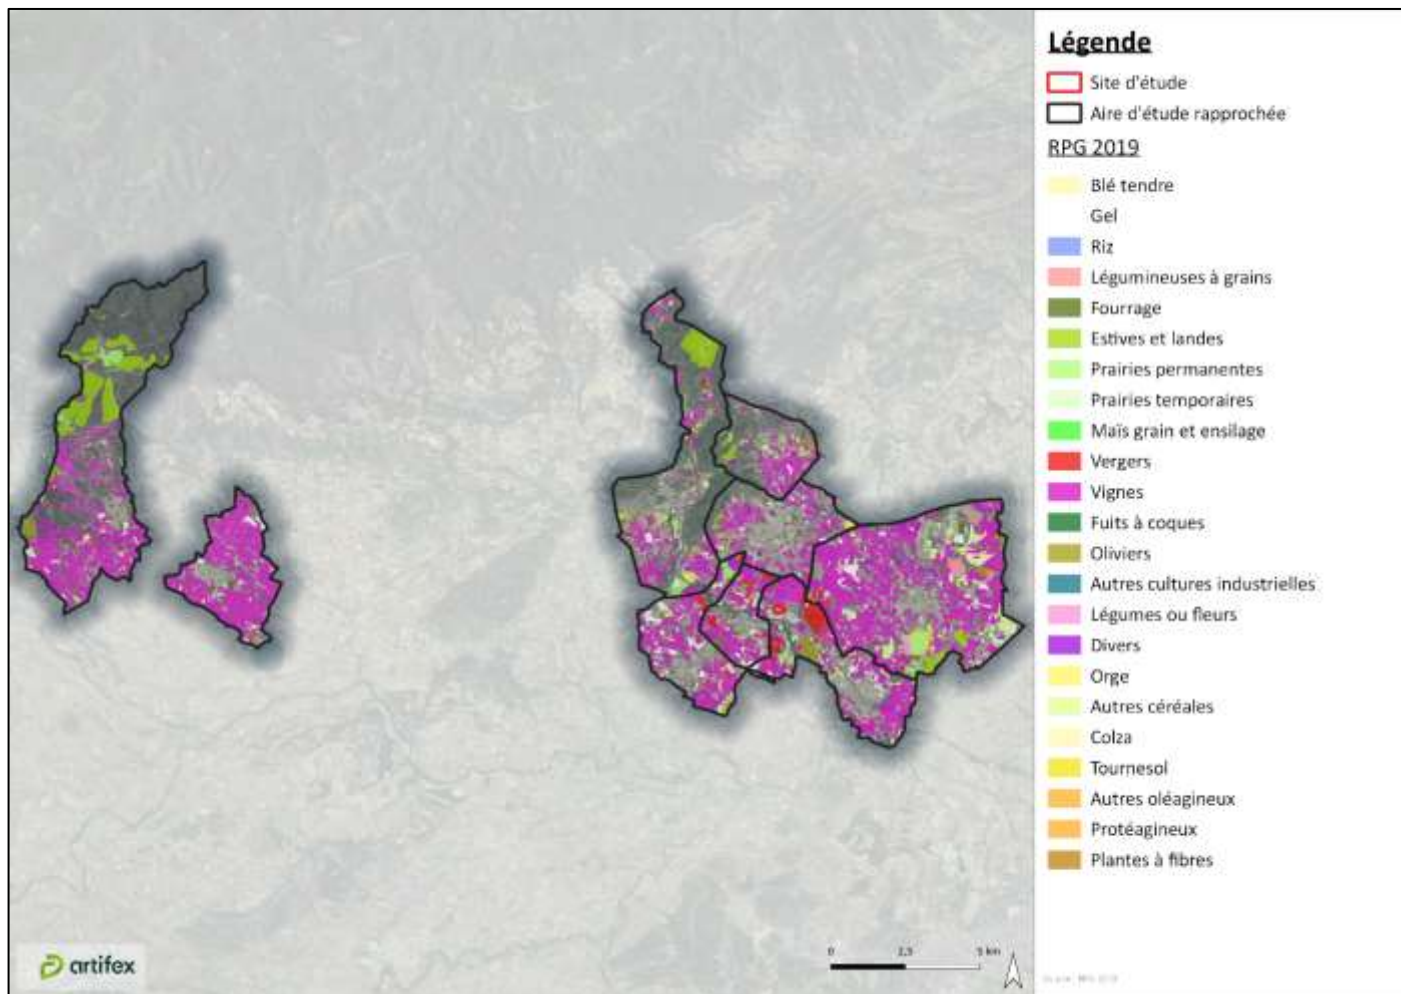 Légende
Site d'étude
Aire d'étude rapprochée
RPG 2019
Blé tendre
Gel
Riz
Légumineuses à grains
Fourrage
Estives et landes
Prairies permanentes
Prairies temporaires
Maïs grain et ensilage
Vergers
Vignes
Fuits à coques
Oliviers
Autres cultures industrielles
Légumes ou fleurs
Divers
Orge
Autres céréales
Colza
Tournesol
Autres oléagineux
Protéagineux
Plantes à fibres
artifex
0 2,5 5 km